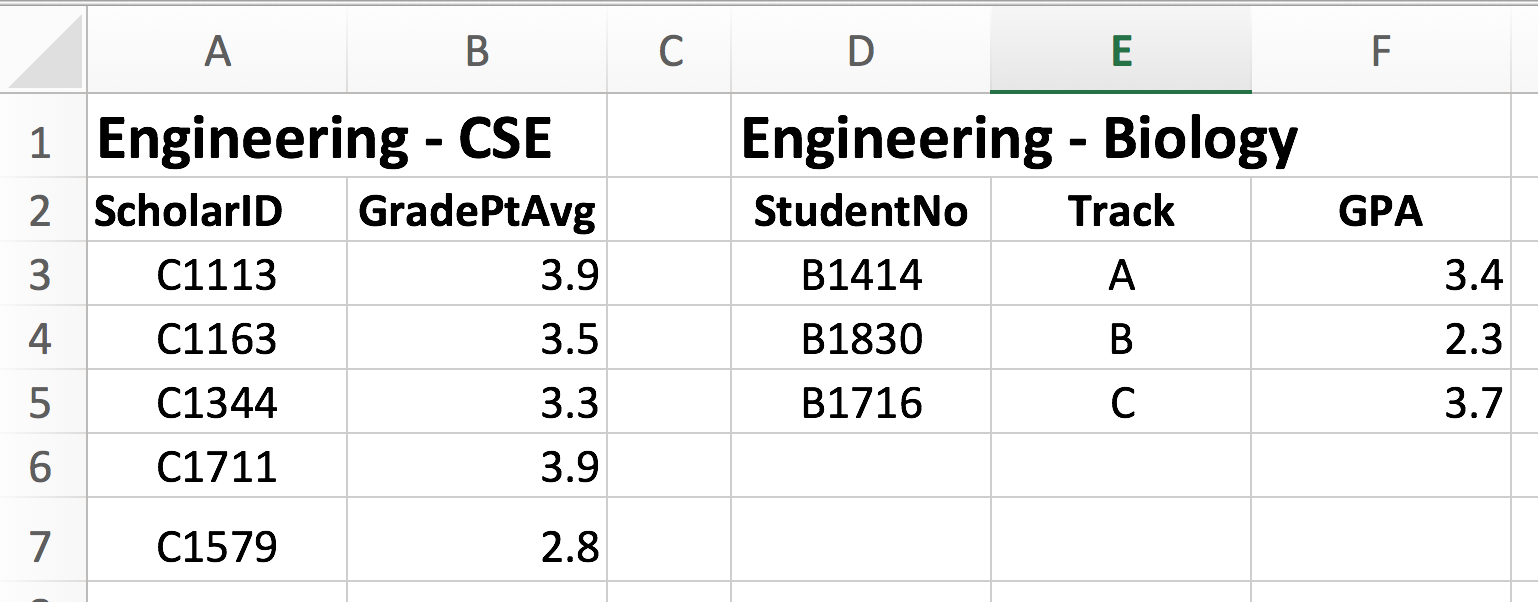 A B C D E F
1 Engineering - CSE Engineering - Biology
2 ScholarID GradePtAvg StudentNo Track GPA
3 C1113 3.9 B1414 A 3.4
4 C1163 3.5 B1830 B 2.3
5 C1344 3.3 B1716 C 3.7
6 C1711 3.9
7 C1579 2.8